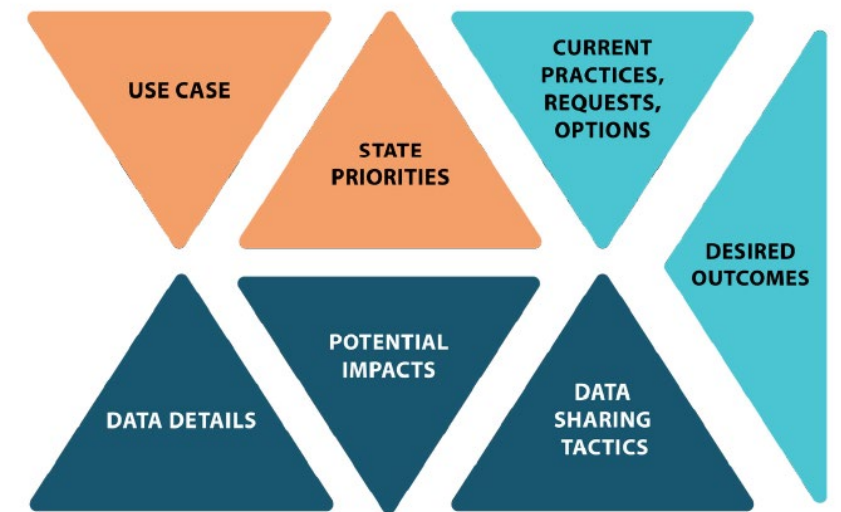 USE CASE
STATE
PRIORITIES
CURRENT
PRACTICES,
REQUESTS,
OPTIONS
DESIRED
OUTCOMES
DATA DETAILS
POTENTIAL
IMPACTS
DATA
SHARING
TACTICS